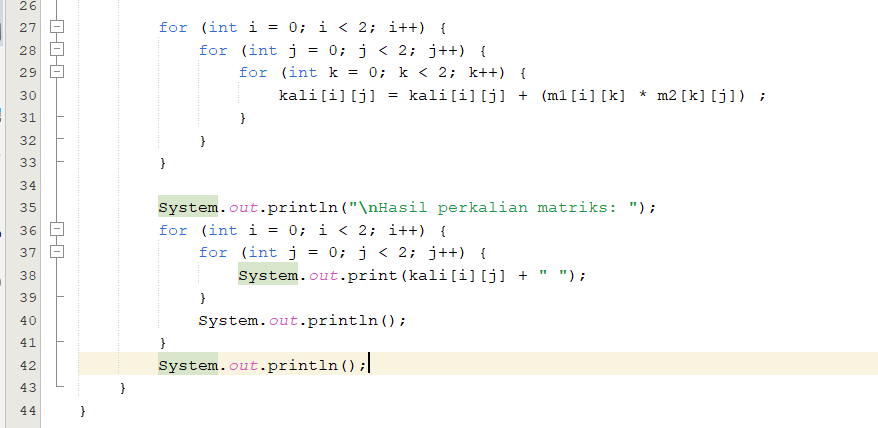 26
27 for (int i = 0; i < 2; i++) {
28 for (int j = 0; j < 2; j++) {
29 for (int k = 0; k < 2; k++) {
30 kali[i][j] = kali[i][j] + (m1[i][k] * m2[k][j]) ;
31 }
32 }
33 }
34
35 System.out.println("\nHasil perkalian matriks: ");
36 for (int i = 0; i < 2; i++) {
37 for (int j = 0; j < 2; j++) {
38 System.out.print(kali[i][j] + " ");
39 }
40 System.out.println();
41 }
42 System.out.println();
43 }
44 }